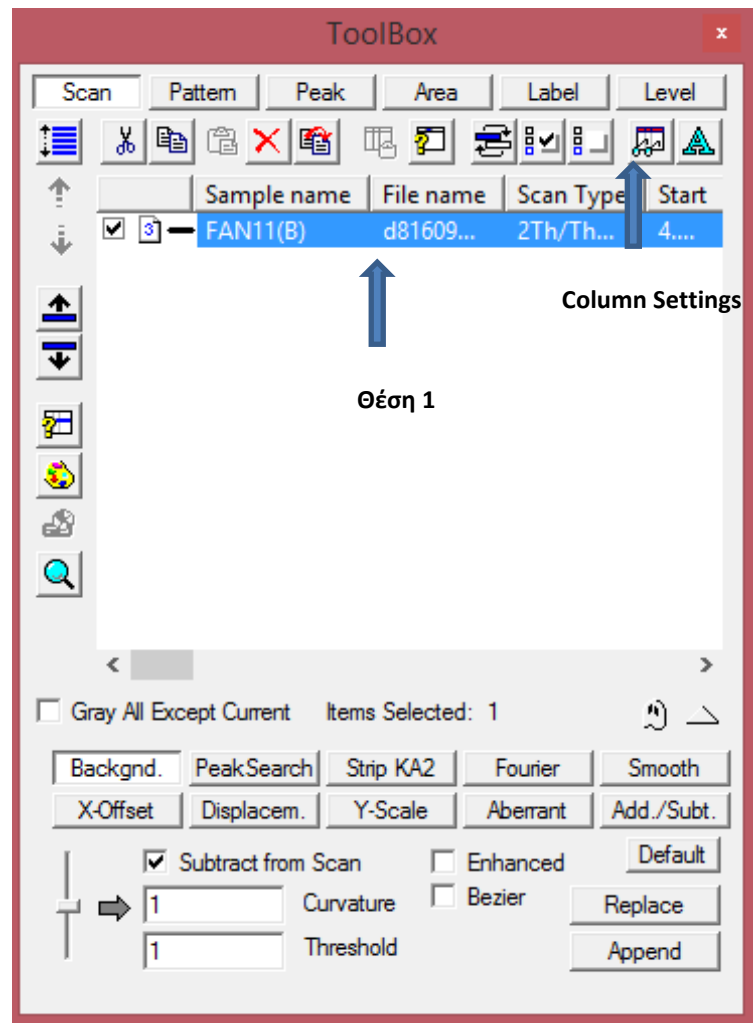 ToolBox
x
Scan Pattern Peak Area Label Level
Sample name File name Scan Type Start
3 FAN11(B) d81609... 2Th/Th... 4....
Column Settings
Θέση 1
Gray All Except Current Items Selected: 1
Backgnd. PeakSearch Strip KA2 Fourier Smooth
X-Offset Displacem. Y-Scale Aberrant Add./Subt.
Subtract from Scan Enhanced Default
1 Curvature Bezier Replace
1 Threshold Append